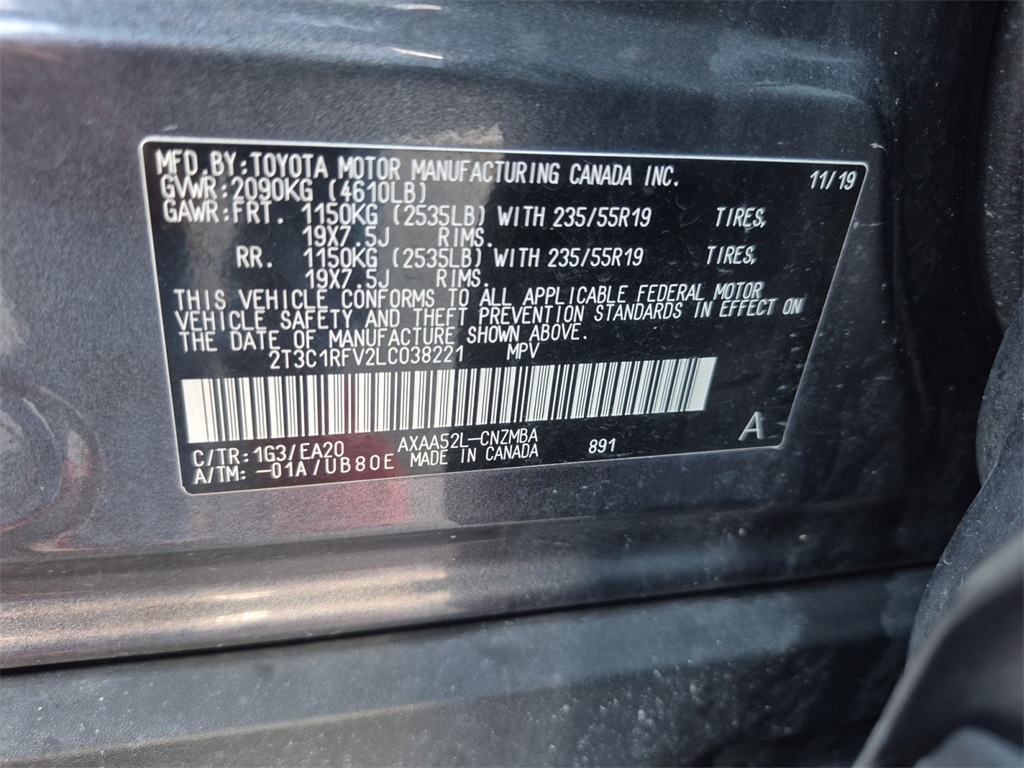 MFD.BY:TOYOTA MOTOR MANUFACTURING CANADA INC. 11/19
GVWR:2090KG (4610LB)
GAWR:FRT. 1150KG (2535LB) WITH 235/55R19 TIRES,
19X7.5J RIMS.
RR. 1150KG (2535LB) WITH 235/55R19 TIRES,
19X7.5J RIMS.
THIS VEHICLE CONFORMS TO ALL APPLICABLE FEDERAL MOTOR
VEHICLE SAFETY AND THEFT PREVENTION STANDARDS IN EFFECT ON
THE DATE OF MANUFACTURE SHOWN ABOVE.
2T3C1RFV2LC038221 MPV
C/TR:1G3/EA20 AXAA52L-CNZMBA 891 A
A/TM: -01A/UB80E MADE IN CANADA